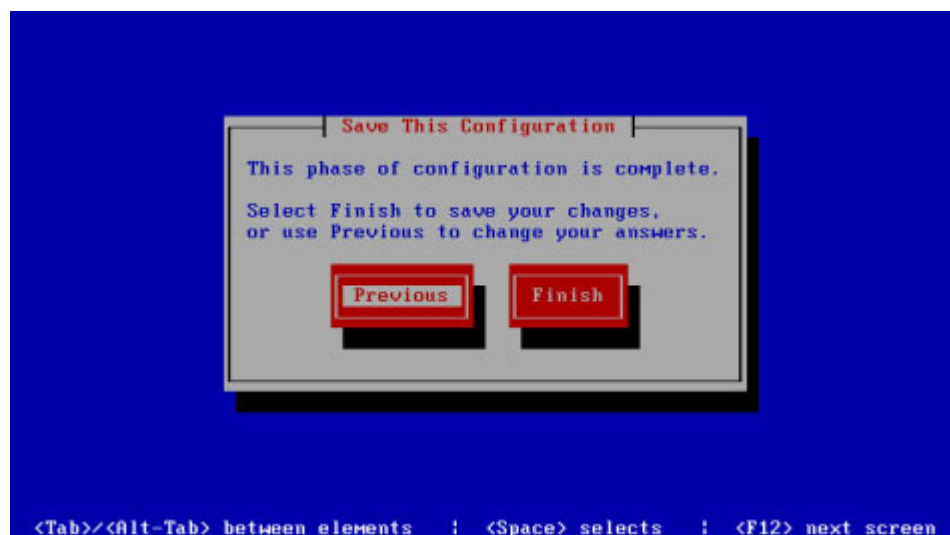 Save This Configuration
This phase of configuration is complete.
Select Finish to save your changes,
or use Previous to change your answers.
Previous Finish
<Tab>/<Alt-Tab> between elements | <Space> selects | <F12> next screen